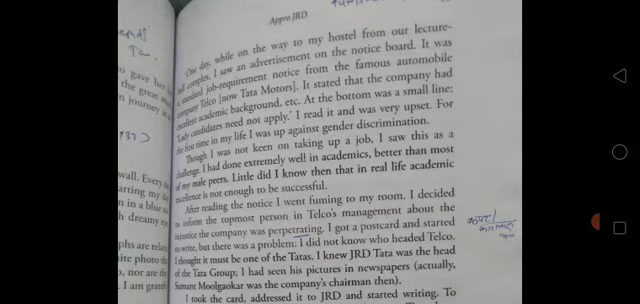 Appro JRD
One day, while on the way to my hostel from our lecture-
hall complex, I saw an advertisement on the notice board. It was
a standard job-requirement notice from the famous automobile
company Telco [now Tata Motors]. It stated that the company had
excellent academic background, etc. At the bottom was a small line:
'Lady candidates need not apply.' I read it and was very upset. For
the first time in my life I was up against gender discrimination.
Though I was not keen on taking up a job, I saw this as a
challenge. I had done extremely well in academics, better than most
of my male peers. Little did I know then that in real life academic
excellence is not enough to be successful.
After reading the notice I went fuming to my room. I decided
to inform the topmost person in Telco's management about the
injustice the company was perpetrating. I got a postcard and started
to write, but there was a problem: I did not know who headed Telco.
I thought it must be one of the Tatas. I knew JRD Tata was the head
of the Tata Group; I had seen his pictures in newspapers (actually,
Sumant Moolgaokar was the company's chairman then).
I took the card, addressed it to JRD and started writing. To
gave her
the great
n journey
wall. Every
arting my
in a blue
h dreamy
phs are
ite photo
, nor are
I am